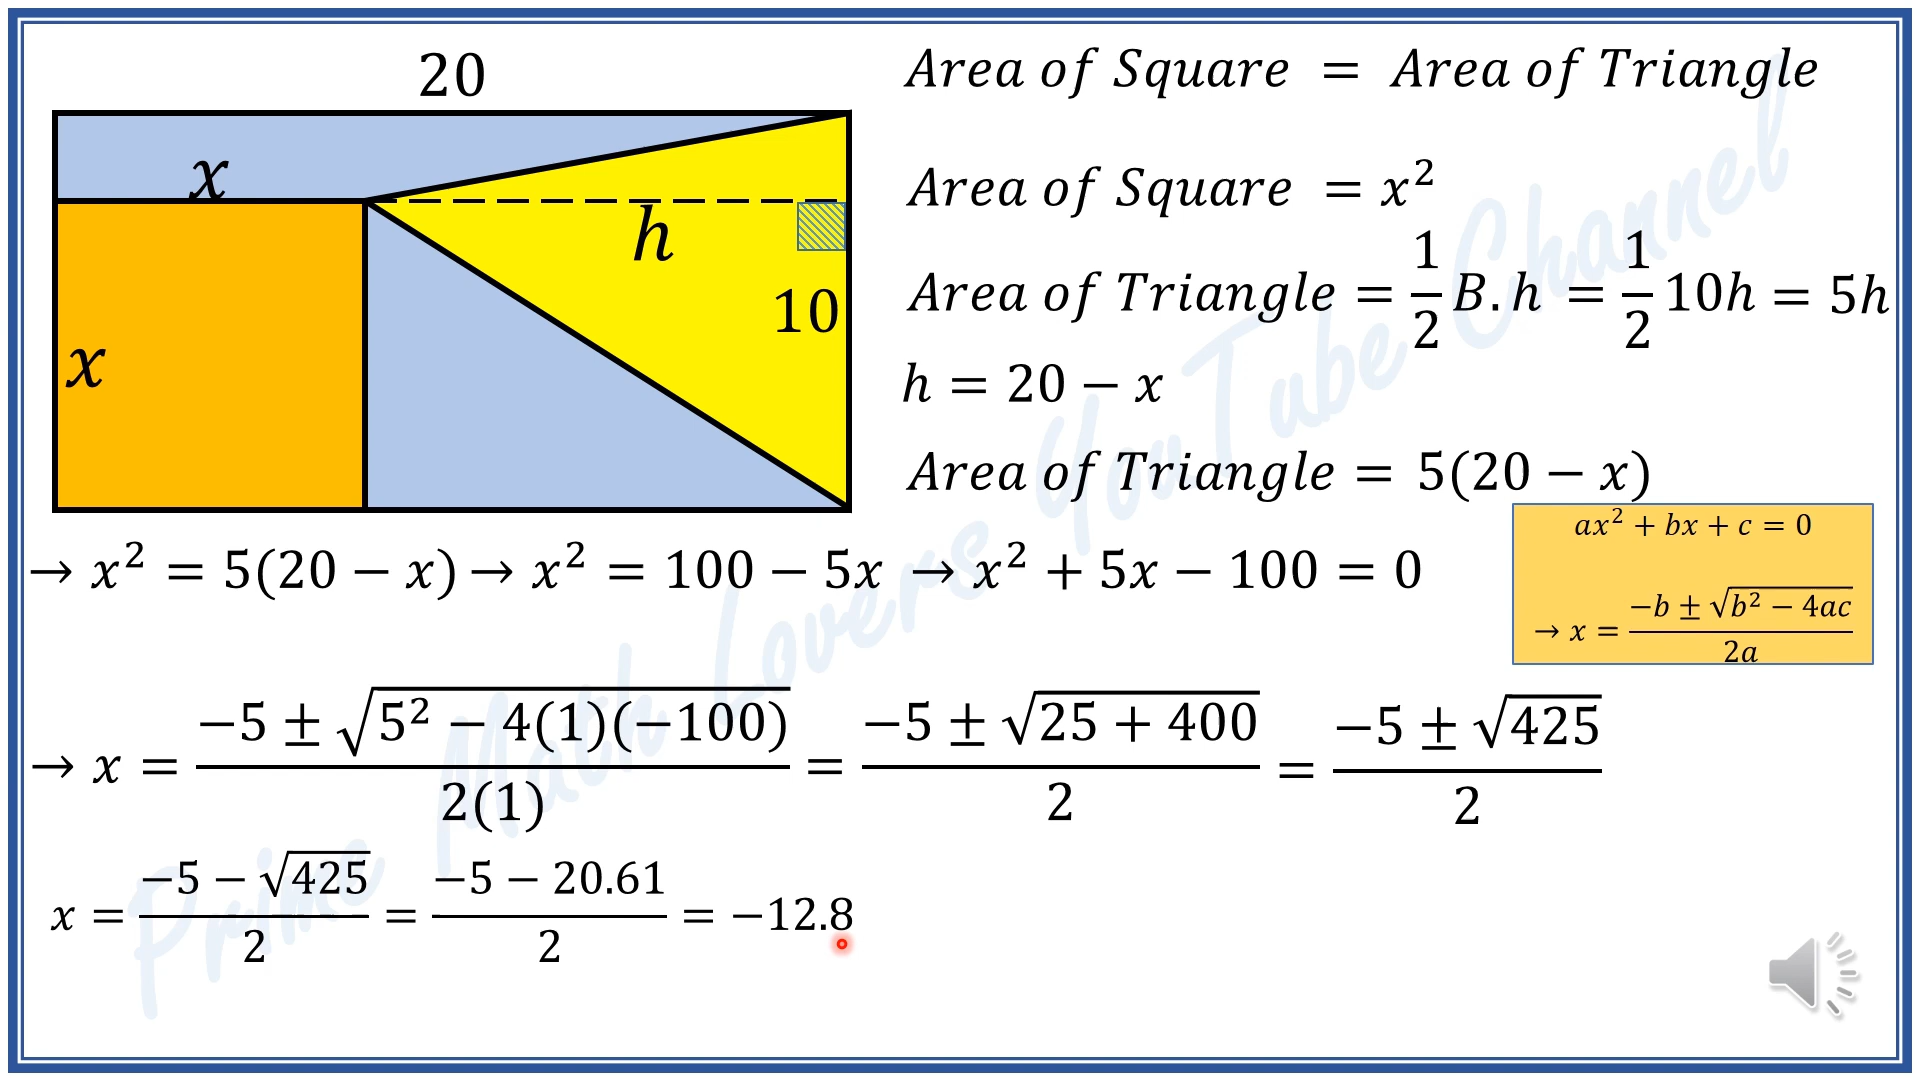 20
x
h
10
x
Area of Square = Area of Triangle
Area of Square = x²
Area of Triangle = 1/2 B. h = 1/2 10h = 5h
h = 20 − x
Area of Triangle = 5(20 − x)
→ x² = 5(20 − x) → x² = 100 − 5x → x² + 5x − 100 = 0
ax² + bx + c = 0
→ x = −b ± √b² − 4ac / 2a
→ x = −5 ± √5² − 4(1)(−100) / 2(1) = −5 ± √25 + 400 / 2 = −5 ± √425 / 2
x = −5 − √425 / 2 = −5 − 20.61 / 2 = −12.8
Prime Math Lovers YouTube Channel